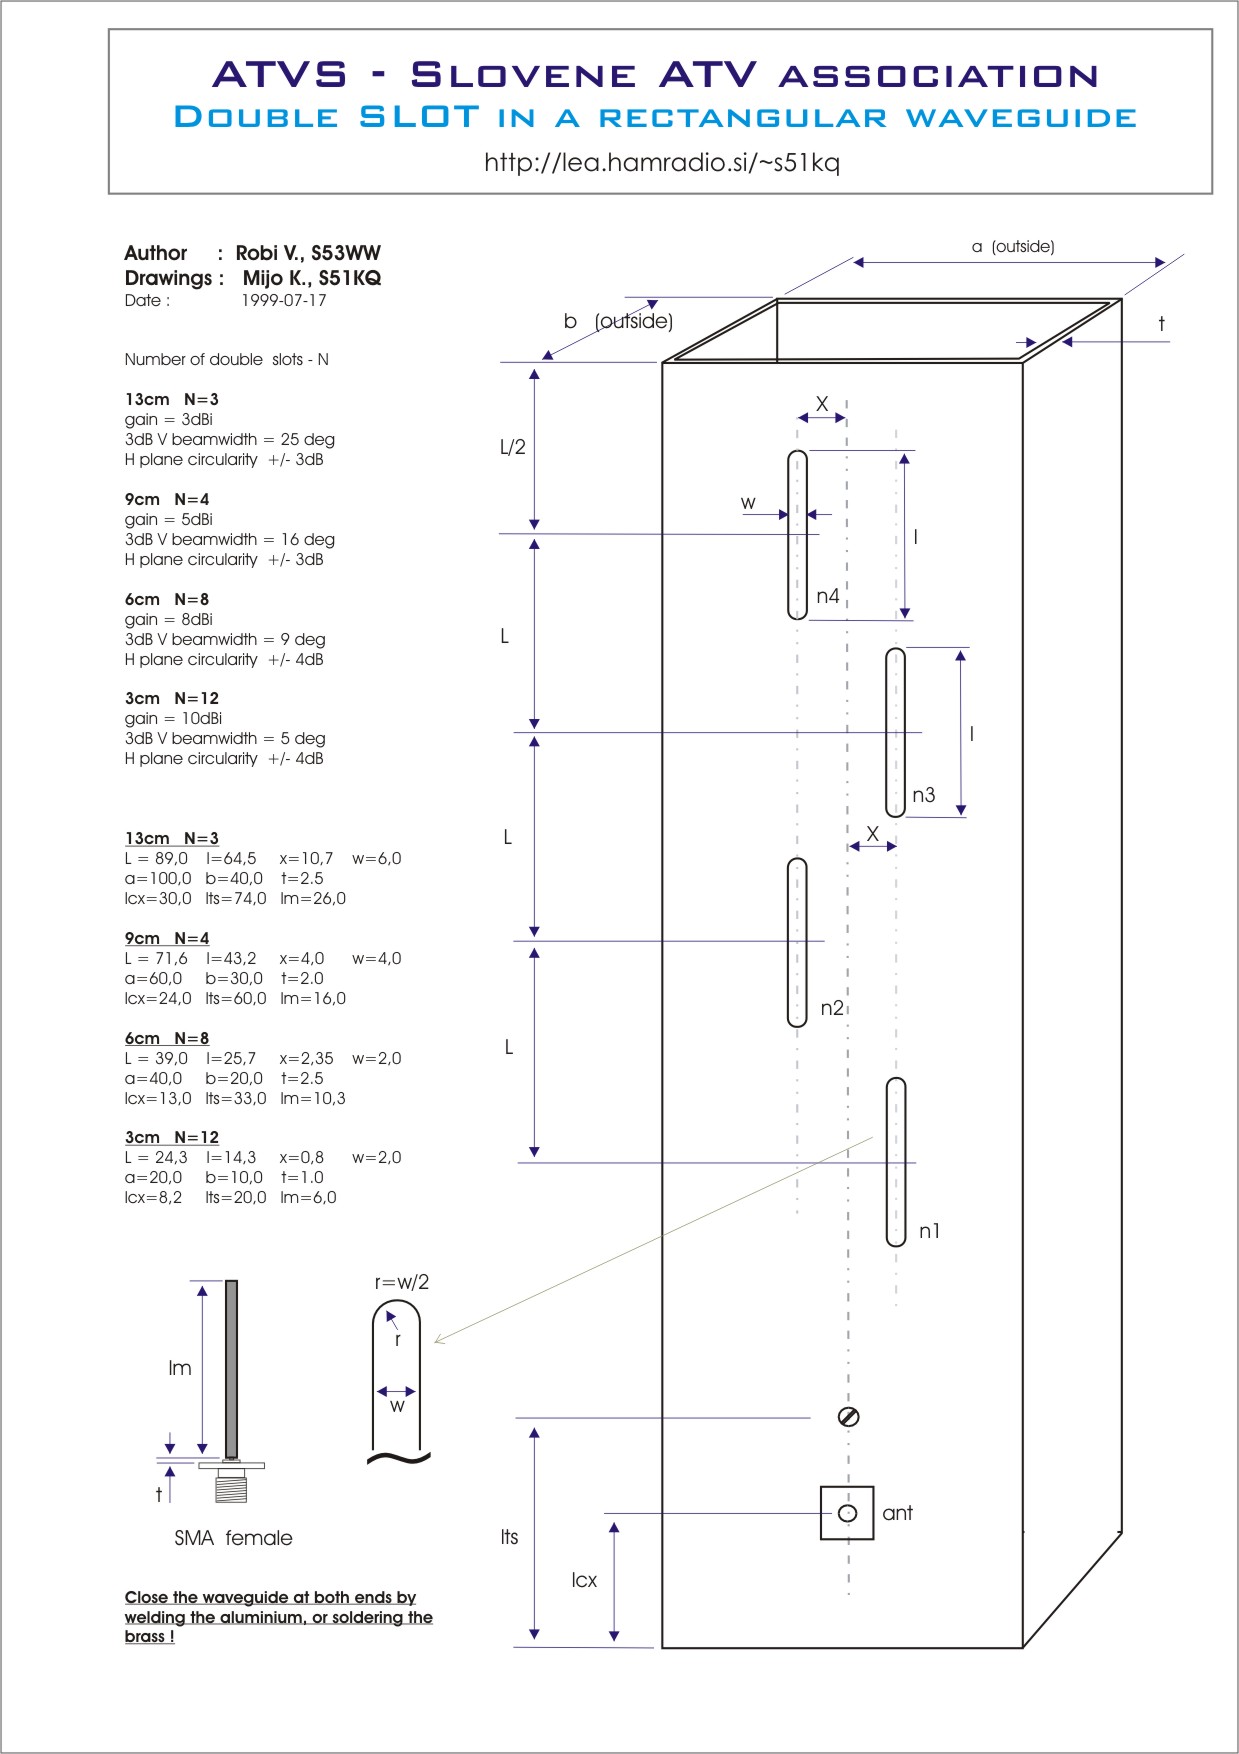 ATVS - SLOVENE ATV ASSOCIATION
DOUBLE SLOT IN A RECTANGULAR WAVEGUIDE
http://lea.hamradio.si/~s51kq
Author : Robi V., S53WW
Drawings : Mijo K., S51KQ
Date : 1999-07-17
Number of double slots - N
13cm N=3
gain = 3dBi
3dB V beamwidth = 25 deg
H plane circularity +/- 3dB
9cm N=4
gain = 5dBi
3dB V beamwidth = 16 deg
H plane circularity +/- 3dB
6cm N=8
gain = 8dBi
3dB V beamwidth = 9 deg
H plane circularity +/- 4dB
3cm N=12
gain = 10dBi
3dB V beamwidth = 5 deg
H plane circularity +/- 4dB
13cm N=3
L = 89,0 l=64,5 x=10,7 w=6,0
a=100,0 b=40,0 t=2.5
lcx=30,0 lts=74,0 lm=26,0
9cm N=4
L = 71,6 l=43,2 x=4,0 w=4,0
a=60,0 b=30,0 t=2.0
lcx=24,0 lts=60,0 lm=16,0
6cm N=8
L = 39,0 l=25,7 x=2,35 w=2,0
a=40,0 b=20,0 t=2.5
lcx=13,0 lts=33,0 lm=10,3
3cm N=12
L = 24,3 l=14,3 x=0,8 w=2,0
a=20,0 b=10,0 t=1.0
lcx=8,2 lts=20,0 lm=6,0
lm
t
SMA female
r=w/2
r
w
Close the waveguide at both ends by
welding the aluminium, or soldering the
brass !
a (outside)
b (outside)
t
X
L/2
w
l
n4
L
l
n3
X
L
n2
L
n1
ant
lts
lcx